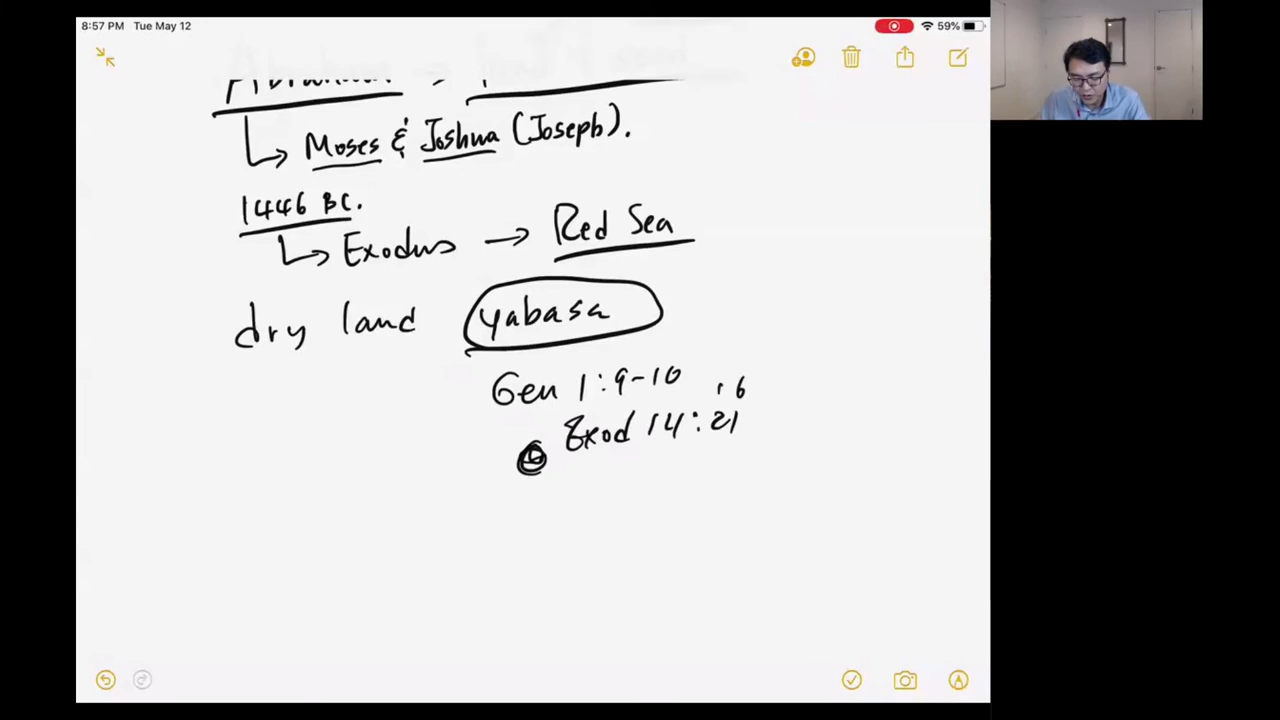 8:57 PM Tue May 12 59%
Moses & Joshua (Joseph).
1446 BC.
Exodus → Red Sea
dry land yabasa
Gen 1:9-10
16
Exod 14:21